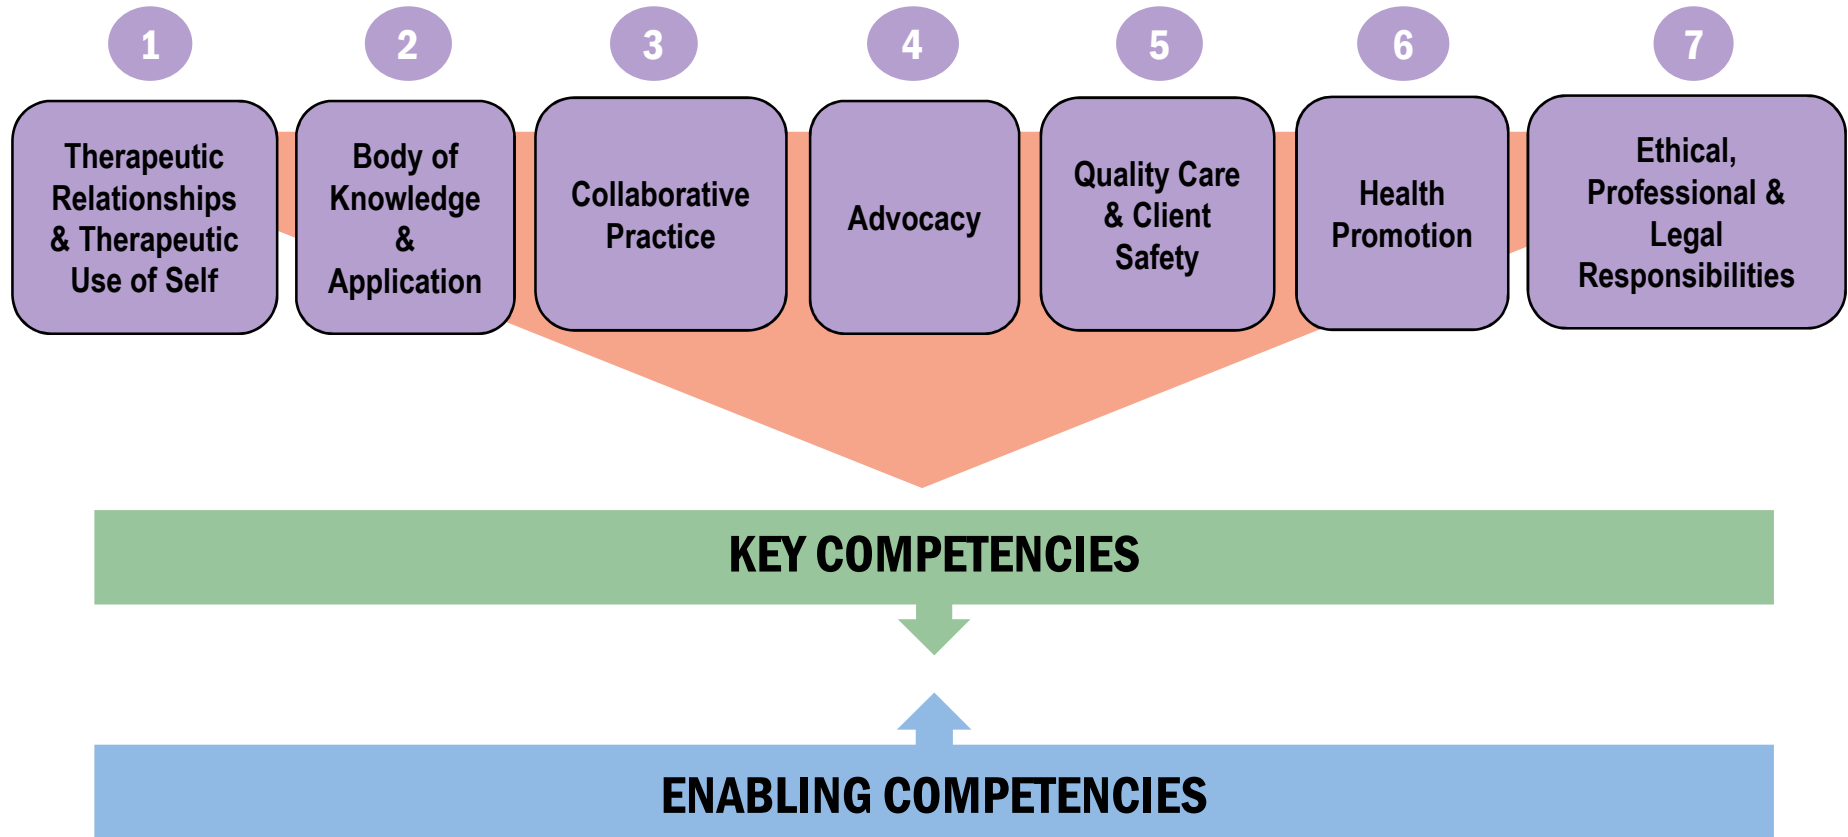 1
2
3
4
5
6
7
Therapeutic
Relationships
& Therapeutic
Use of Self
Body of
Knowledge
&
Application
Collaborative
Practice
Advocacy
Quality Care
& Client
Safety
Health
Promotion
Ethical,
Professional &
Legal
Responsibilities
KEY COMPETENCIES
ENABLING COMPETENCIES